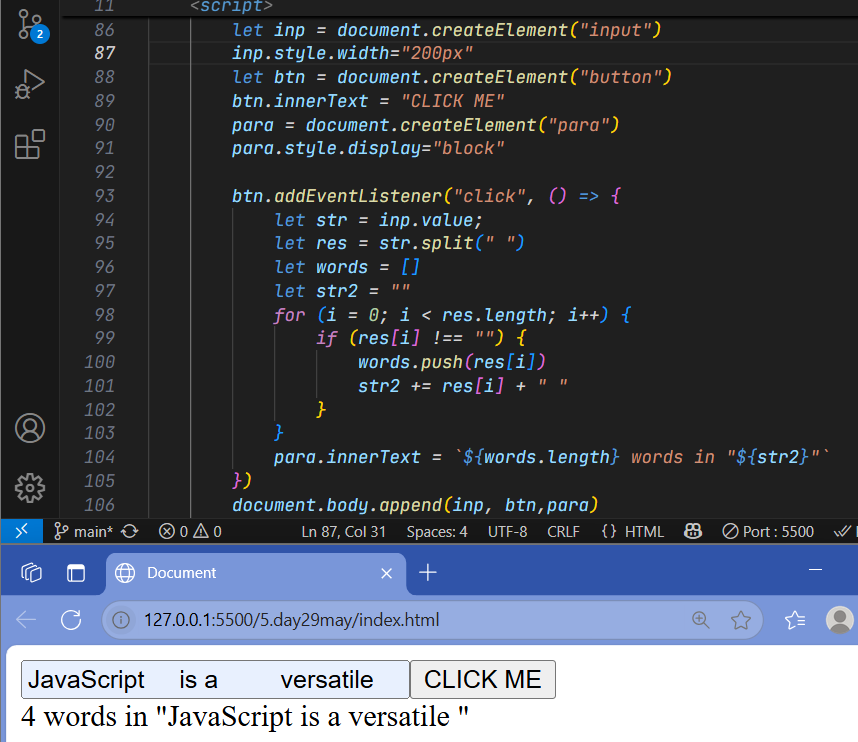 11 <script>
86 let inp = document.createElement("input")
87 inp.style.width="200px"
88 let btn = document.createElement("button")
89 btn.innerText = "CLICK ME"
90 para = document.createElement("para")
91 para.style.display="block"
92
93 btn.addEventListener("click", () => {
94 let str = inp.value;
95 let res = str.split(" ")
96 let words = []
97 let str2 = ""
98 for (i = 0; i < res.length; i++) {
99 if (res[i] !== "") {
100 words.push(res[i])
101 str2 += res[i] + " "
102 }
103 }
104 para.innerText = `${words.length} words in "${str2}"`
105 })
106 document.body.append(inp, btn,para)
2
main* 0 0 Ln 87, Col 31 Spaces: 4 UTF-8 CRLF {} HTML Port : 5500
Document
127.0.0.1:5500/5.day29may/index.html
JavaScript is a versatile CLICK ME
4 words in "JavaScript is a versatile "